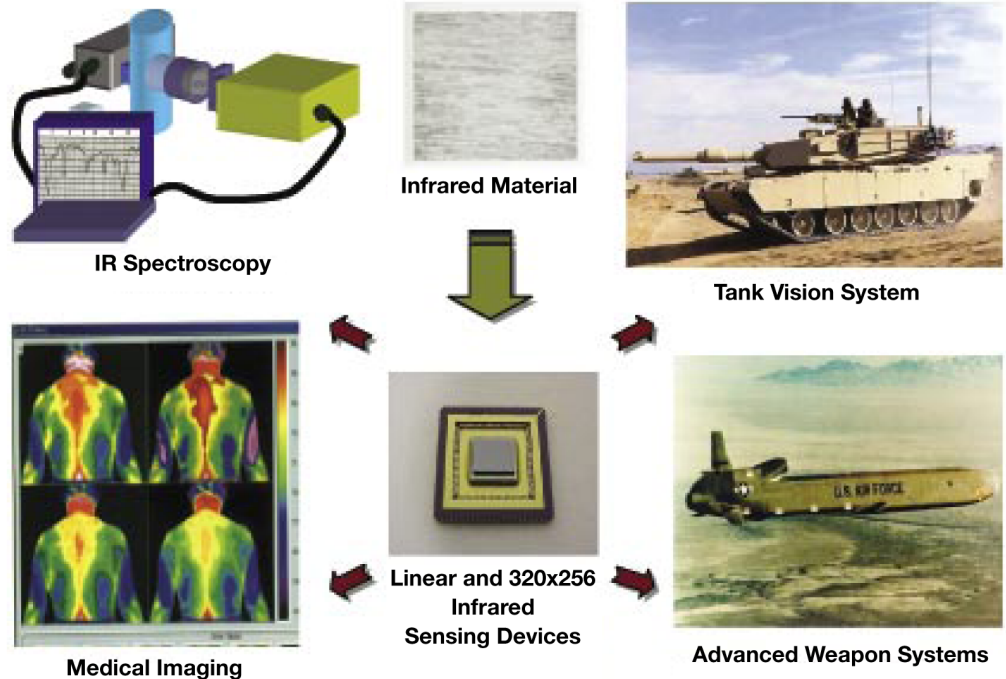 Infrared Material
IR Spectroscopy
Tank Vision System
U.S. AIR FORCE
Linear and 320x256
Infrared
Sensing Devices
Medical Imaging
Advanced Weapon Systems